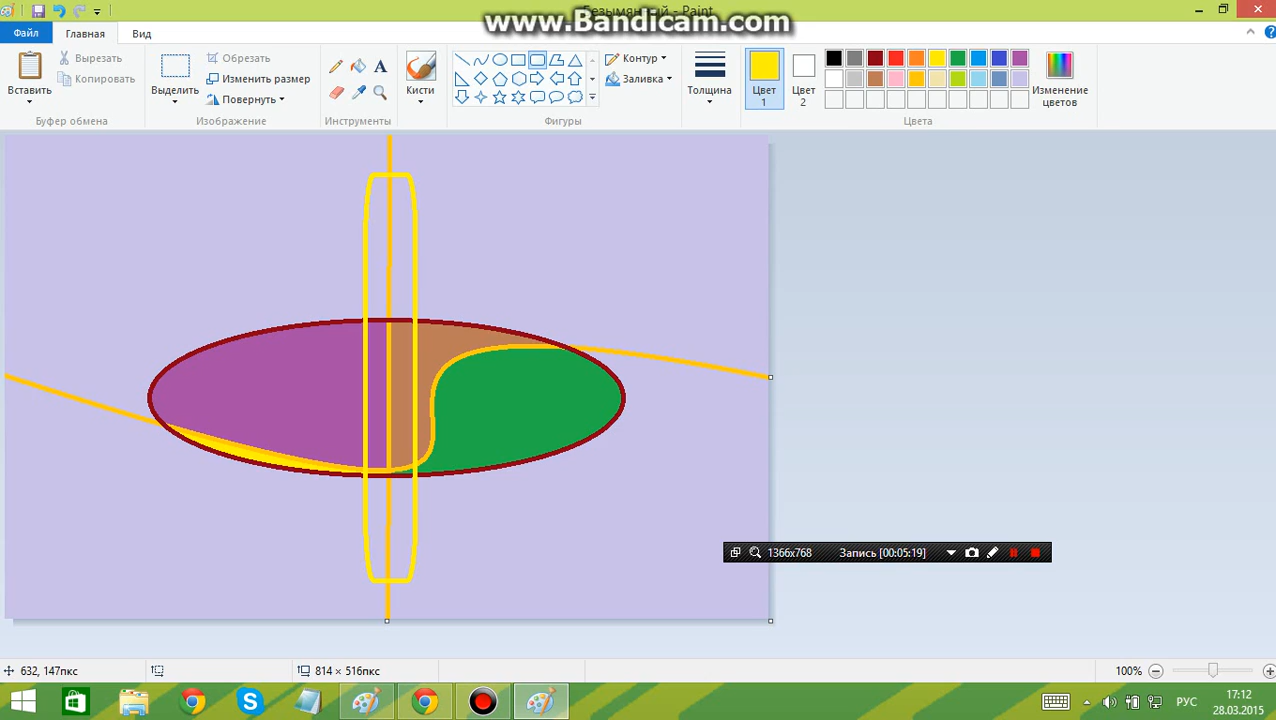 Безымянный - Paint
www.Bandicam.com
Файл
Главная
Вид
Вставить
Вырезать
Копировать
Буфер обмена
Выделить
Обрезать
Изменить размер
Повернуть
Изображение
A
Инструменты
Кисти
Контур
Заливка
Фигуры
Толщина
Цвет
1
Цвет
2
Изменение
цветов
Цвета
1366x768
Запись [00:05:19]
632, 147пкс
814 × 516пкс
100%
РУС
17:12
28.03.2015